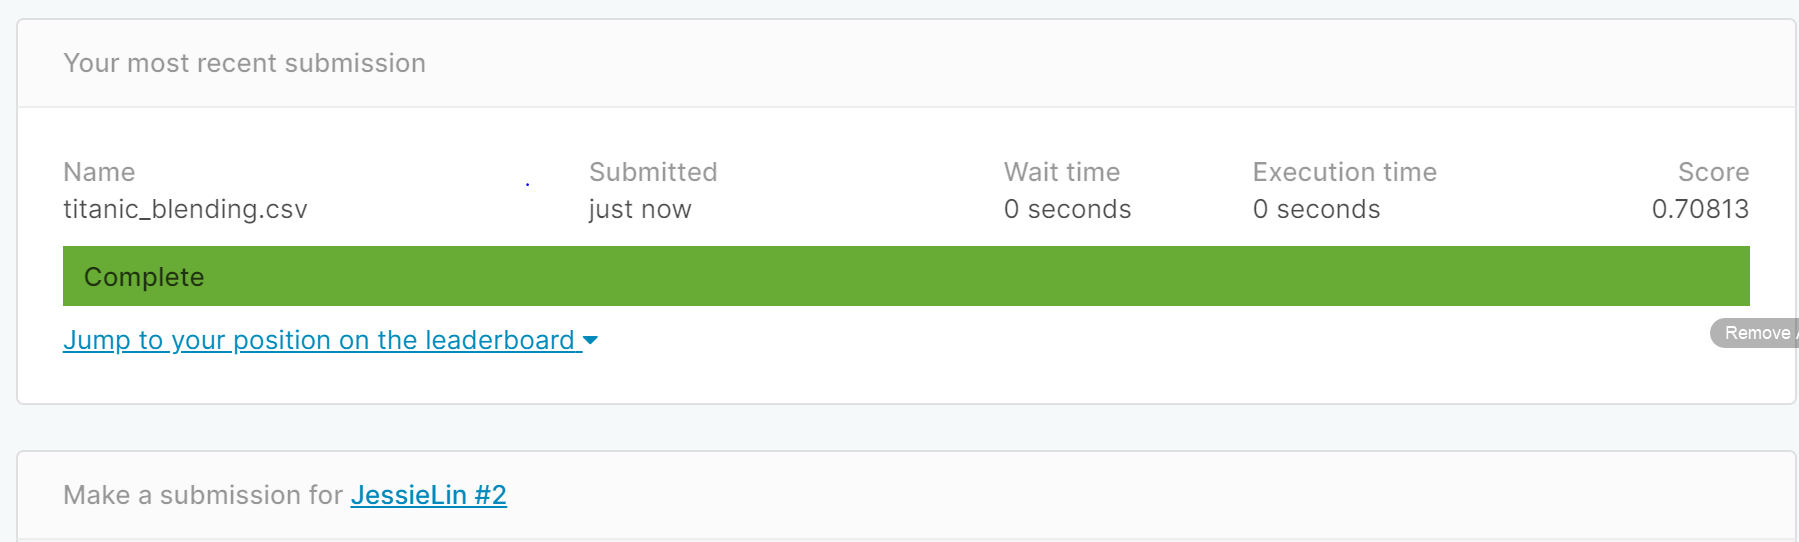 Your most recent submission
Name Submitted Wait time Execution time Score
titanic_blending.csv just now 0 seconds 0 seconds 0.70813
Complete
Jump to your position on the leaderboard
Remove
Make a submission for JessieLin #2